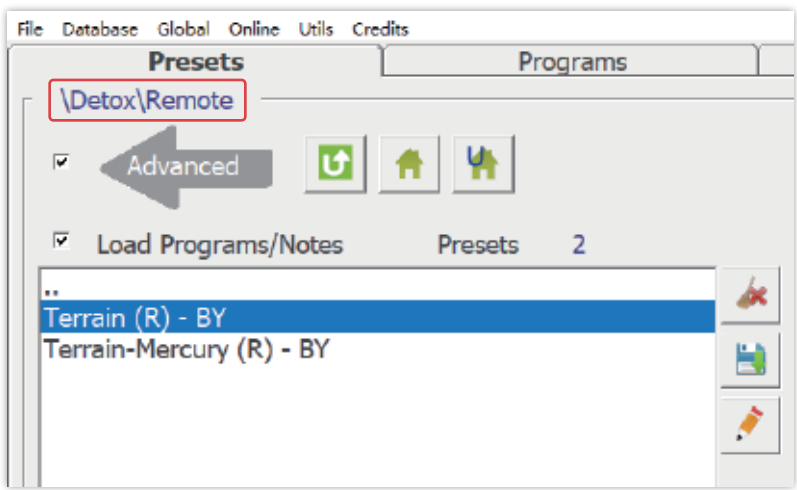 File Database Global Online Utils Credits
Presets Programs
\Detox\Remote
Advanced
Load Programs/Notes Presets 2
..
Terrain (R) - BY
Terrain-Mercury (R) - BY